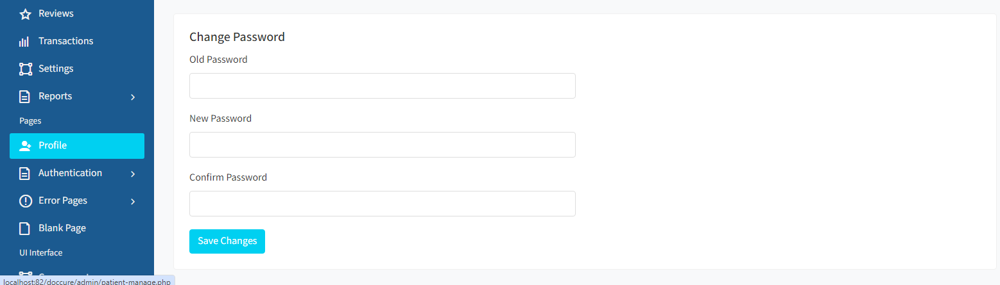 Reviews
Transactions
Settings
Reports
Pages
Profile
Authentication
Error Pages
Blank Page
UI Interface
localhost:82/doccure/admin/patient-manage.php
Change Password
Old Password
New Password
Confirm Password
Save Changes